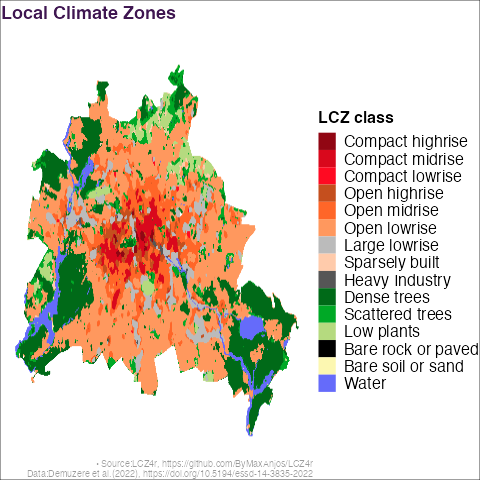 Local Climate Zones
LCZ class
Compact highrise
Compact midrise
Compact lowrise
Open highrise
Open midrise
Open lowrise
Large lowrise
Sparsely built
Heavy Industry
Dense trees
Scattered trees
Low plants
Bare rock or paved
Bare soil or sand
Water
• Source:LCZ4r, https://github.com/ByMaxAnjos/LCZ4r
Data:Demuzere et al.(2022), https://doi.org/10.5194/essd-14-3835-2022